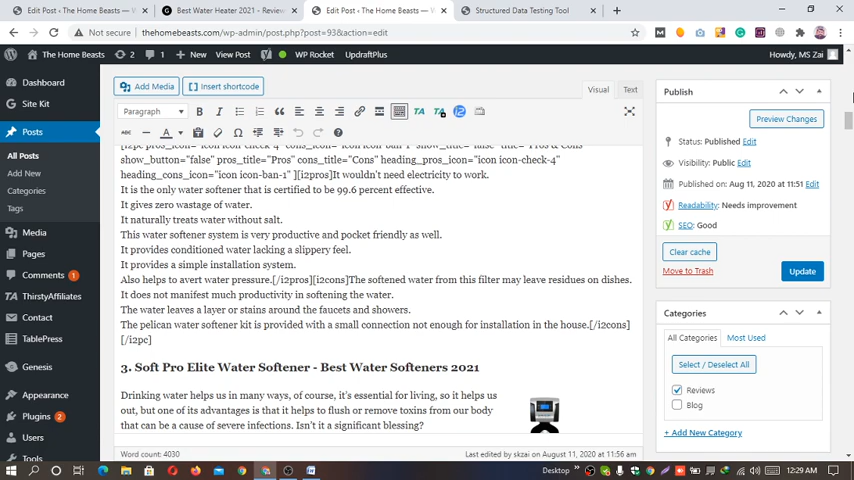 Edit Post ‹ The Home Beasts — W
Best Water Heater 2021 - Review
Edit Post ‹ The Home Beasts — W
Structured Data Testing Tool
Not secure
thehomebeasts.com/wp-admin/post.php?post=93&action=edit
The Home Beasts
2
1
New
View Post
WP Rocket
UpdraftPlus
Howdy, MS Zai
Dashboard
Site Kit
Posts
All Posts
Add New
Categories
Tags
Media
Pages
Comments 1
ThirstyAffiliates
Contact
TablePress
Genesis
Appearance
Plugins 2
Users
Tools
Add Media
Insert shortcode
Visual
Text
Paragraph
B
I
TA
TA
ABC
A
show_button="false" pros_title="Pros" cons_title="Cons" heading_pros_icon="icon icon-check-4"
heading_cons_icon="icon icon-ban-1" ][i2pros]It wouldn't need electricity to work.
It is the only water softener that is certified to be 99.6 percent effective.
It gives zero wastage of water.
It naturally treats water without salt.
This water softener system is very productive and pocket friendly as well.
It provides conditioned water lacking a slippery feel.
It provides a simple installation system.
Also helps to avert water pressure.[/i2pros][i2cons]The softened water from this filter may leave residues on dishes.
It does not manifest much productivity in softening the water.
The water leaves a layer or stains around the faucets and showers.
The pelican water softener kit is provided with a small connection not enough for installation in the house.[/i2cons]
[/i2pc]
3. Soft Pro Elite Water Softener - Best Water Softeners 2021
Drinking water helps us in many ways, of course, it's essential for living, so it helps us
out, but one of its advantages is that it helps to flush or remove toxins from our body
that can be a cause of severe infections. Isn't it a significant blessing?
Word count: 4030
Last edited by skzai on August 11, 2020 at 11:56 am
Publish
Preview Changes
Status: Published Edit
Visibility: Public Edit
Published on: Aug 11, 2020 at 11:51 Edit
Readability: Needs improvement
SEO: Good
Clear cache
Move to Trash
Update
Categories
All Categories
Most Used
Select / Deselect All
Reviews
Blog
+ Add New Category
Desktop
12:29 AM